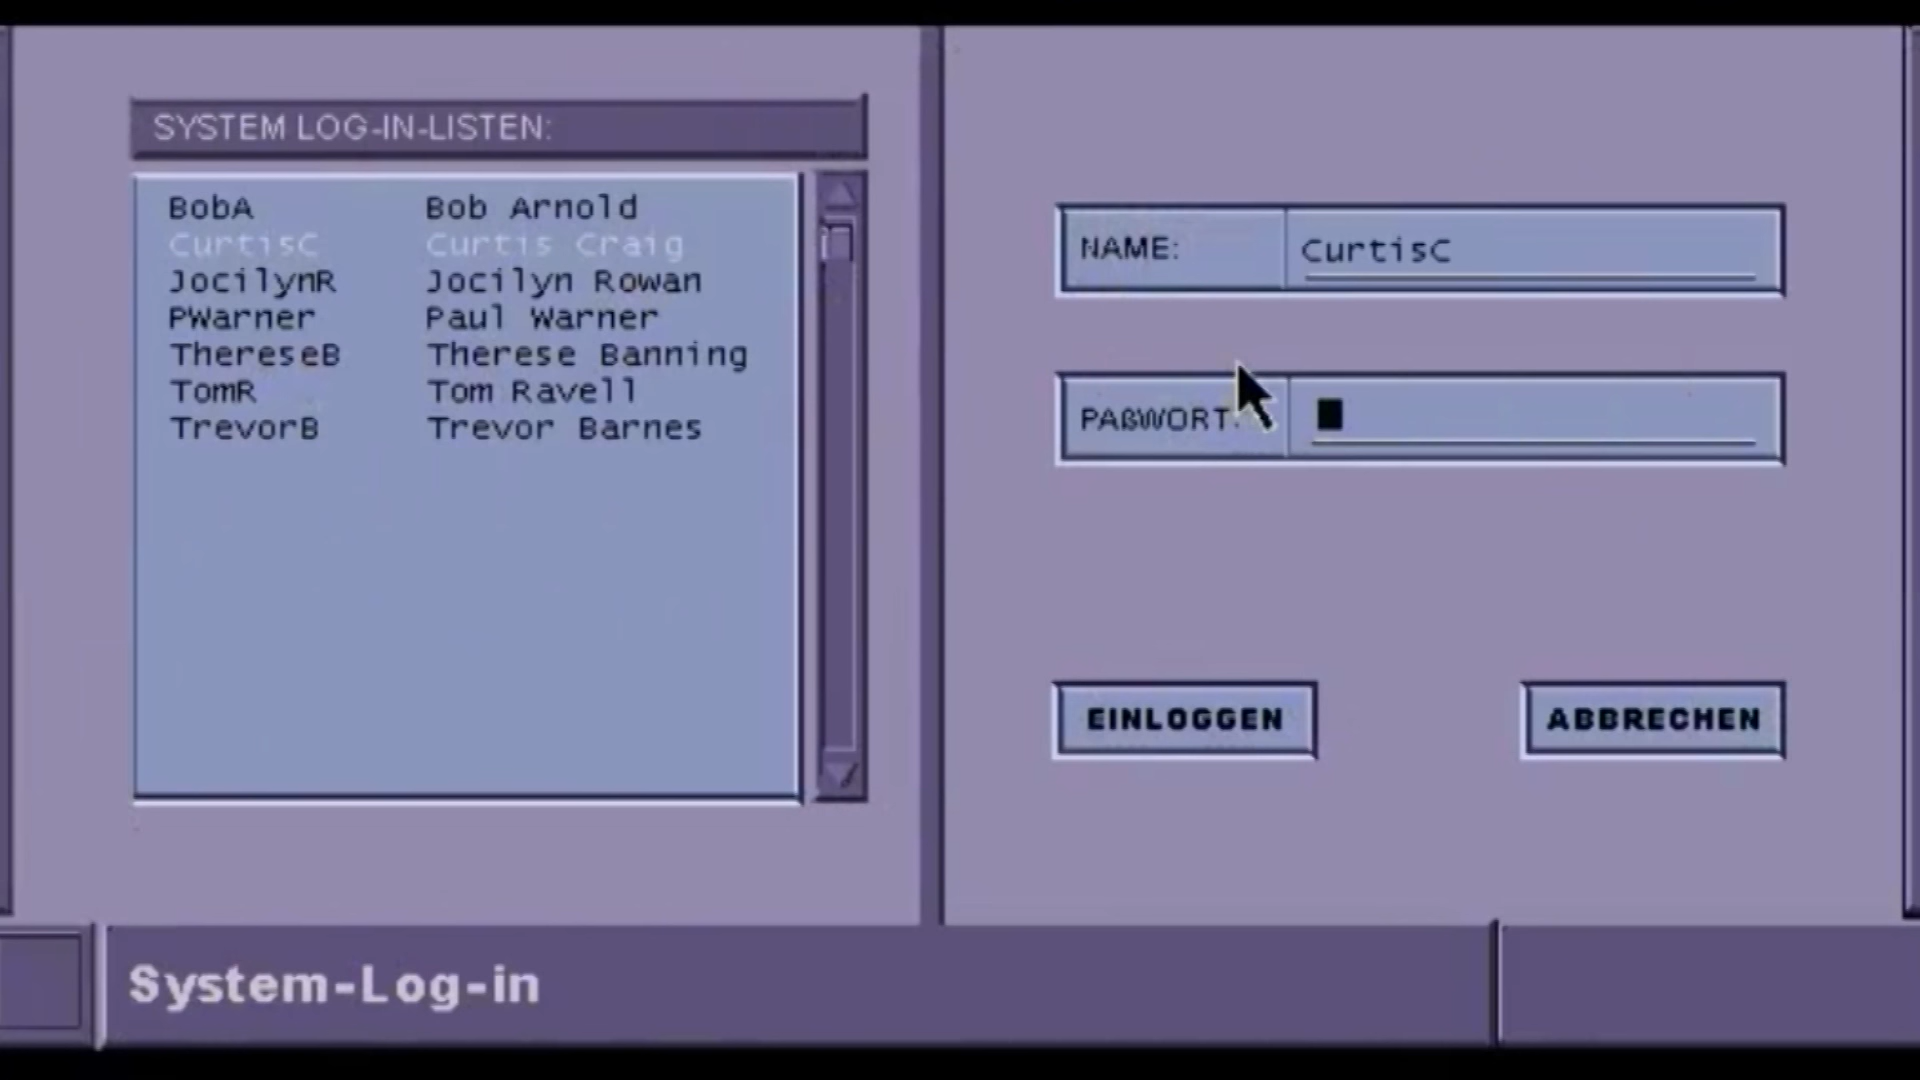 SYSTEM LOG-IN-LISTEN:
BobA Bob Arnold
CurtisC Curtis Craig
JocilynR Jocilyn Rowan
PWarner Paul Warner
ThereseB Therese Banning
TomR Tom Ravell
TrevorB Trevor Barnes
NAME: CurtisC
PAßWORT:
EINLOGGEN
ABBRECHEN
System-Log-in